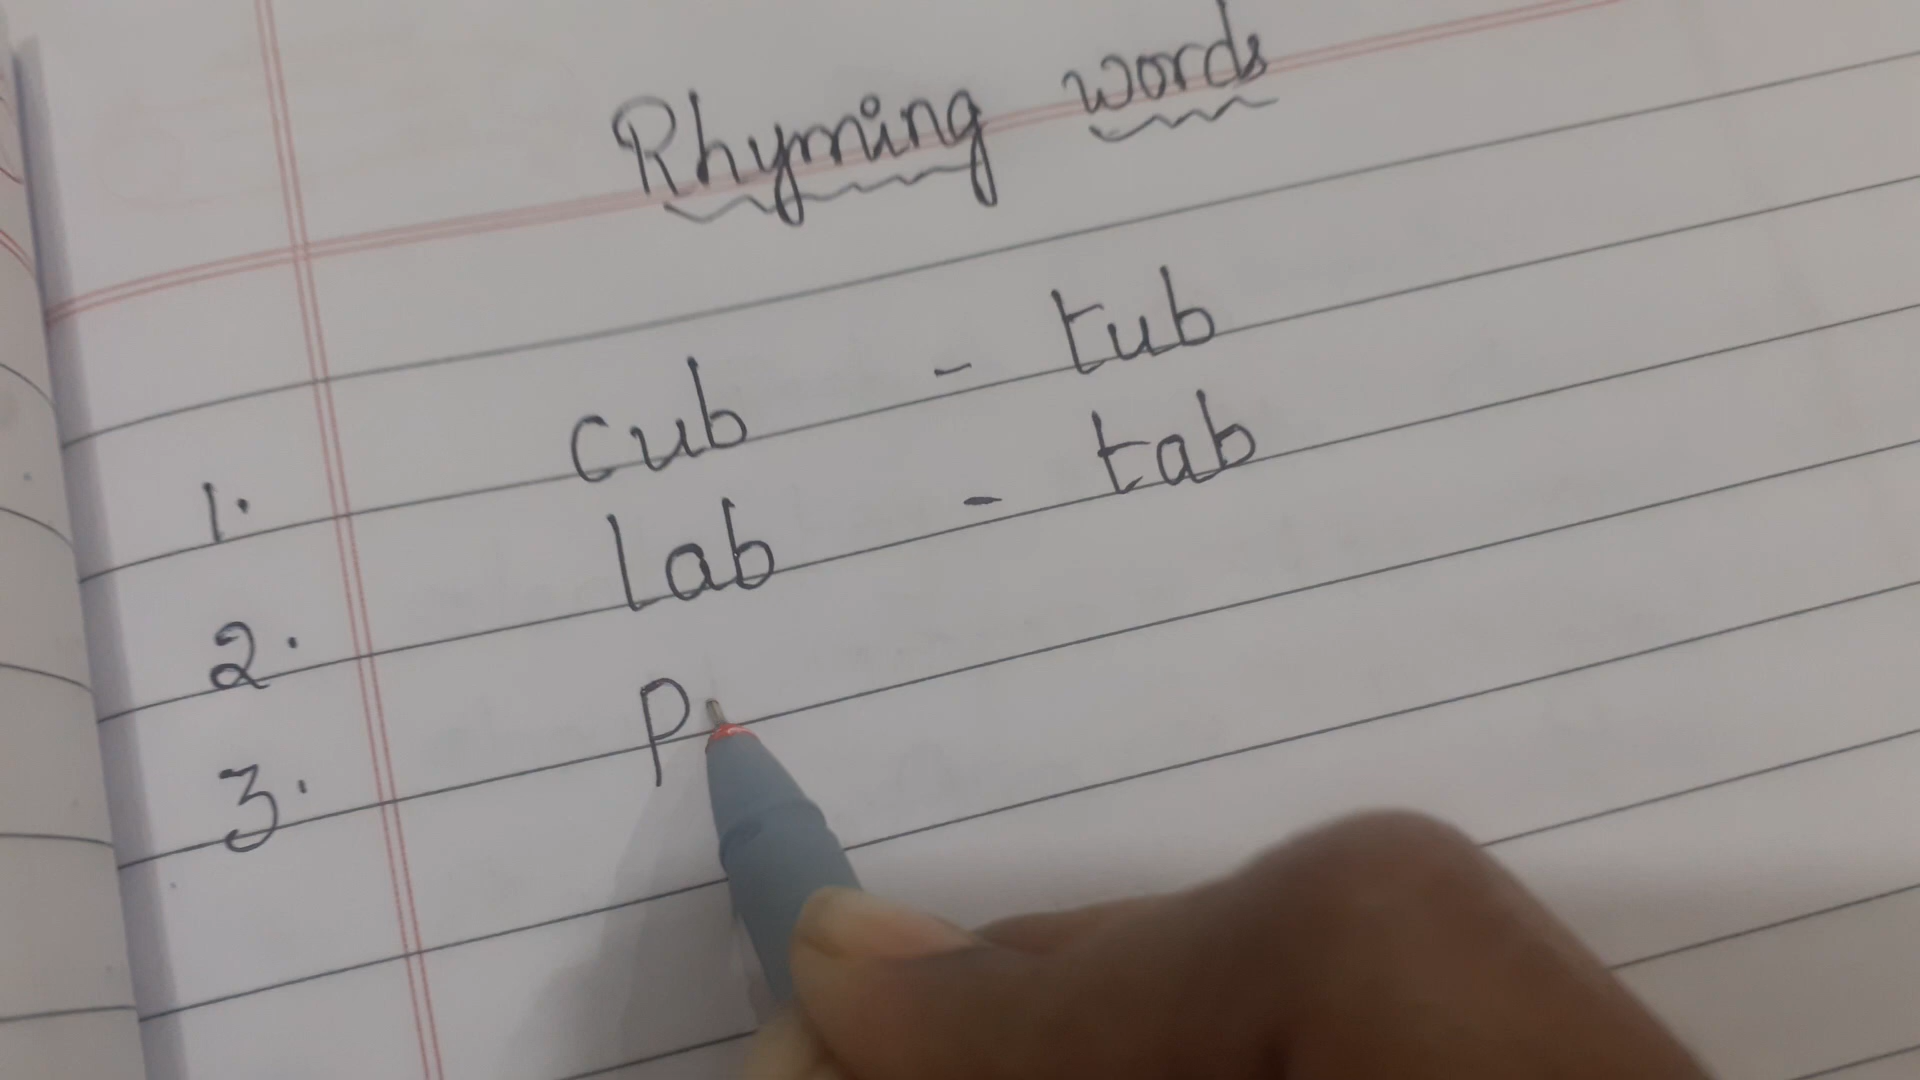 Rhyming words
1. cub - tub
2. lab - tab
3. p